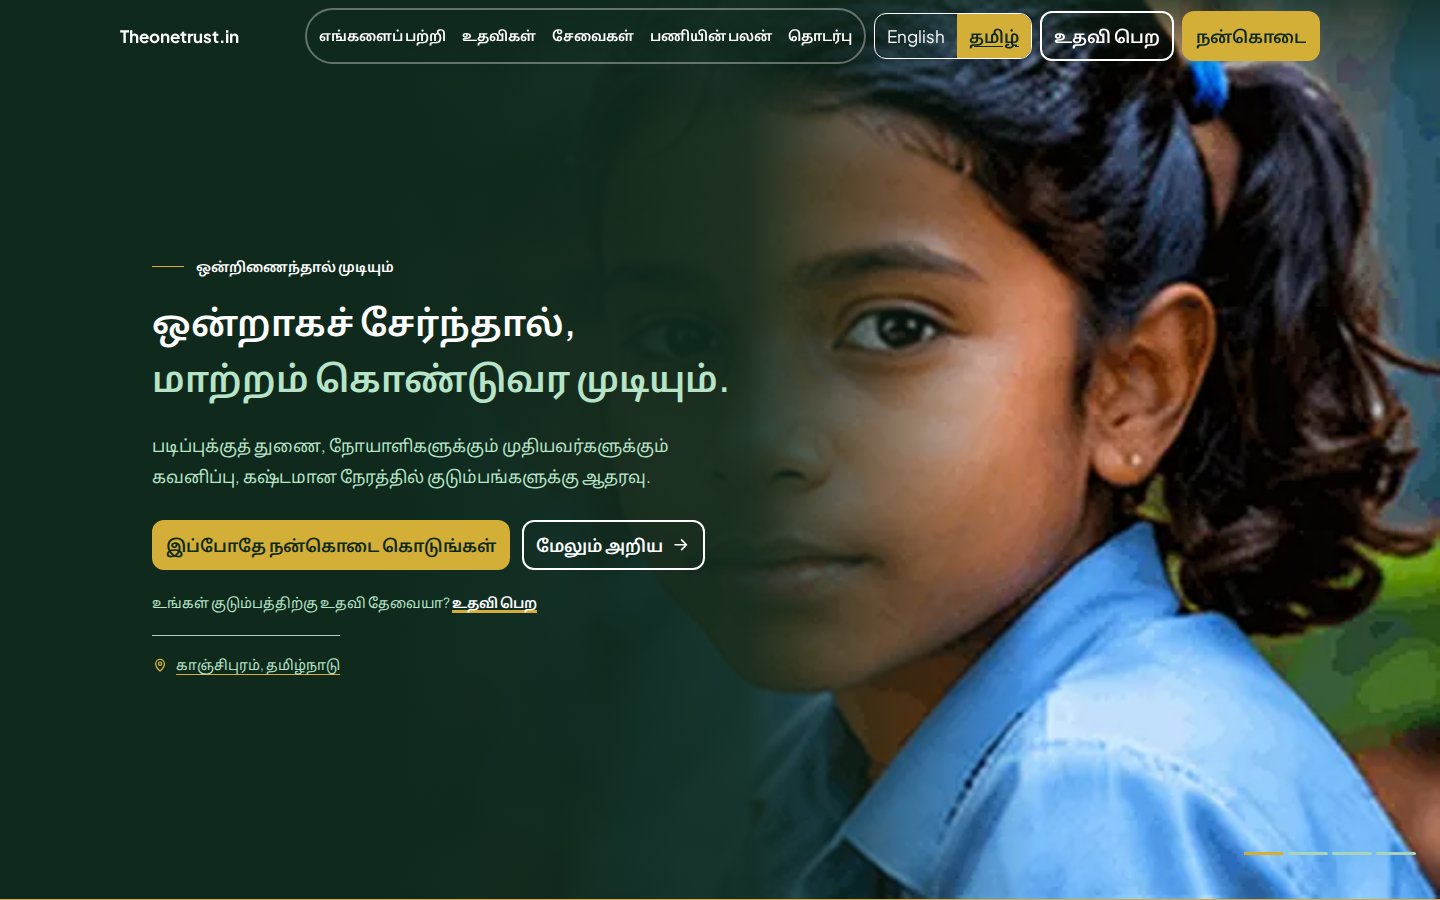 Theonetrust.in
எங்களைப் பற்றி
உதவிகள்
சேவைகள்
பணியின் பலன்
தொடர்பு
English
தமிழ்
உதவி பெற
நன்கொடை
ஒன்றிணைந்தால் முடியும்
ஒன்றாகச் சேர்ந்தால்,
மாற்றம் கொண்டுவர முடியும்.
படிப்புக்குத் துணை, நோயாளிகளுக்கும் முதியவர்களுக்கும்
கவனிப்பு, கஷ்டமான நேரத்தில் குடும்பங்களுக்கு ஆதரவு.
இப்போதே நன்கொடை கொடுங்கள்
மேலும் அறிய
உங்கள் குடும்பத்திற்கு உதவி தேவையா? உதவி பெற
காஞ்சிபுரம், தமிழ்நாடு